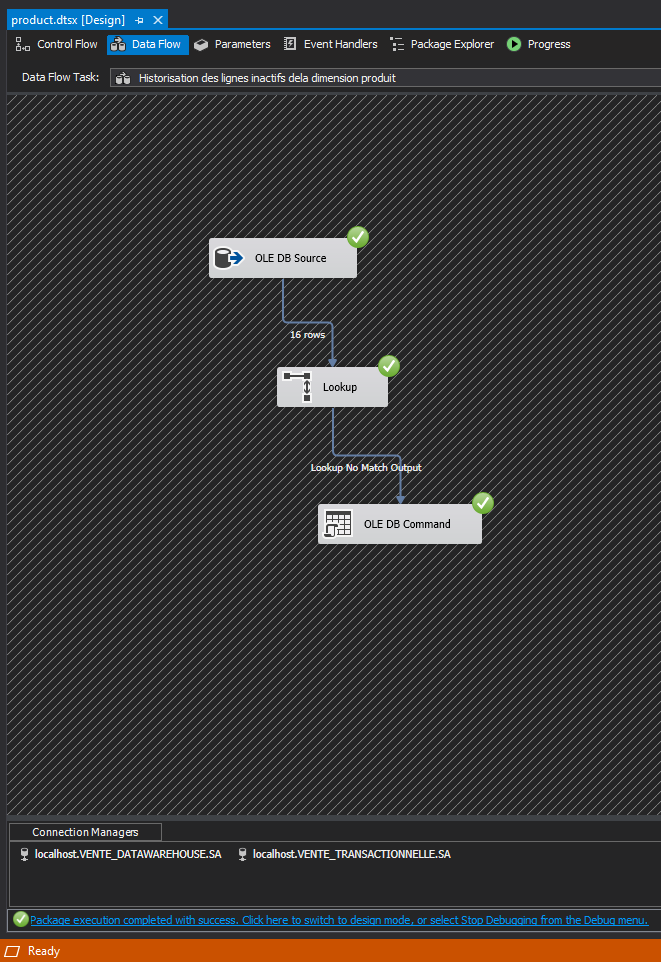 product.dtsx [Design]
Control Flow Data Flow Parameters Event Handlers Package Explorer Progress
Data Flow Task: Historisation des lignes inactifs dela dimension produit
OLE DB Source
16 rows
Lookup
Lookup No Match Output
OLE DB Command
Connection Managers
localhost.VENTE_DATAWAREHOUSE.SA localhost.VENTE_TRANSACTIONNELLE.SA
Package execution completed with success. Click here to switch to design mode, or select Stop Debugging from the Debug menu.
Ready